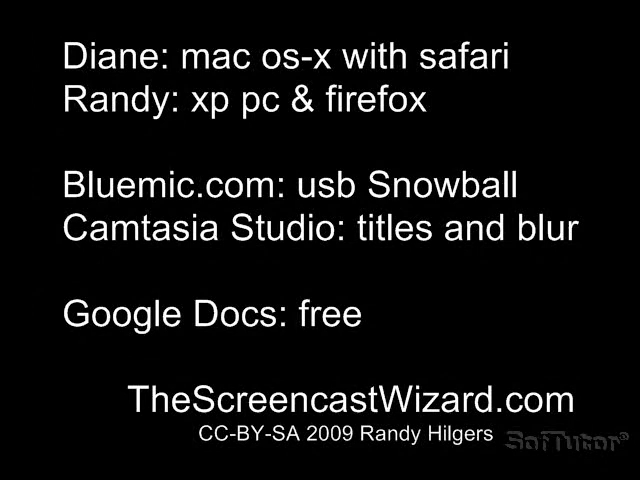 Diane: mac os-x with safari
Randy: xp pc & firefox
Bluemic.com: usb Snowball
Camtasia Studio: titles and blur
Google Docs: free
TheScreencastWizard.com
CC-BY-SA 2009 Randy Hilgers
SofTutor